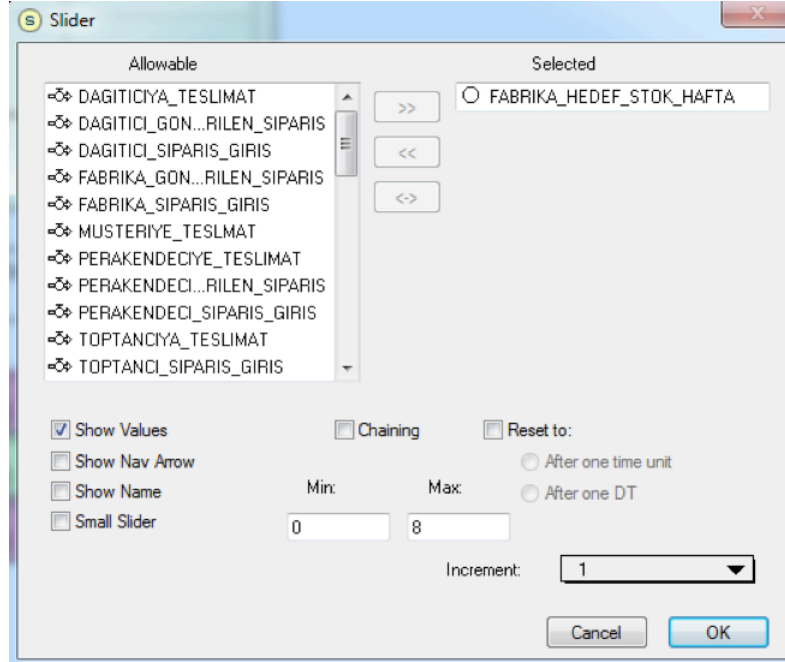 S Slider
Allowable
Selected
DAGITICIYA_TESLIMAT
DAGITICI_GON...RILEN_SIPARIS
DAGITICI_SIPARIS_GIRIS
FABRIKA_GON...RILEN_SIPARIS
FABRIKA_SIPARIS_GIRIS
MUSTERIYE_TESLMAT
PERAKENDECIYE_TESLIMAT
PERAKENDECI...RILEN_SIPARIS
PERAKENDECI_SIPARIS_GIRIS
TOPTANCIYA_TESLIMAT
TOPTANCI_SIPARIS_GIRIS
>>
<<
<->
FABRIKA_HEDEF_STOK_HAFTA
Show Values
Chaining
Reset to:
Show Nav Arrow
After one time unit
Show Name
Min:
Max:
After one DT
Small Slider
0
8
Increment:
1
Cancel
OK